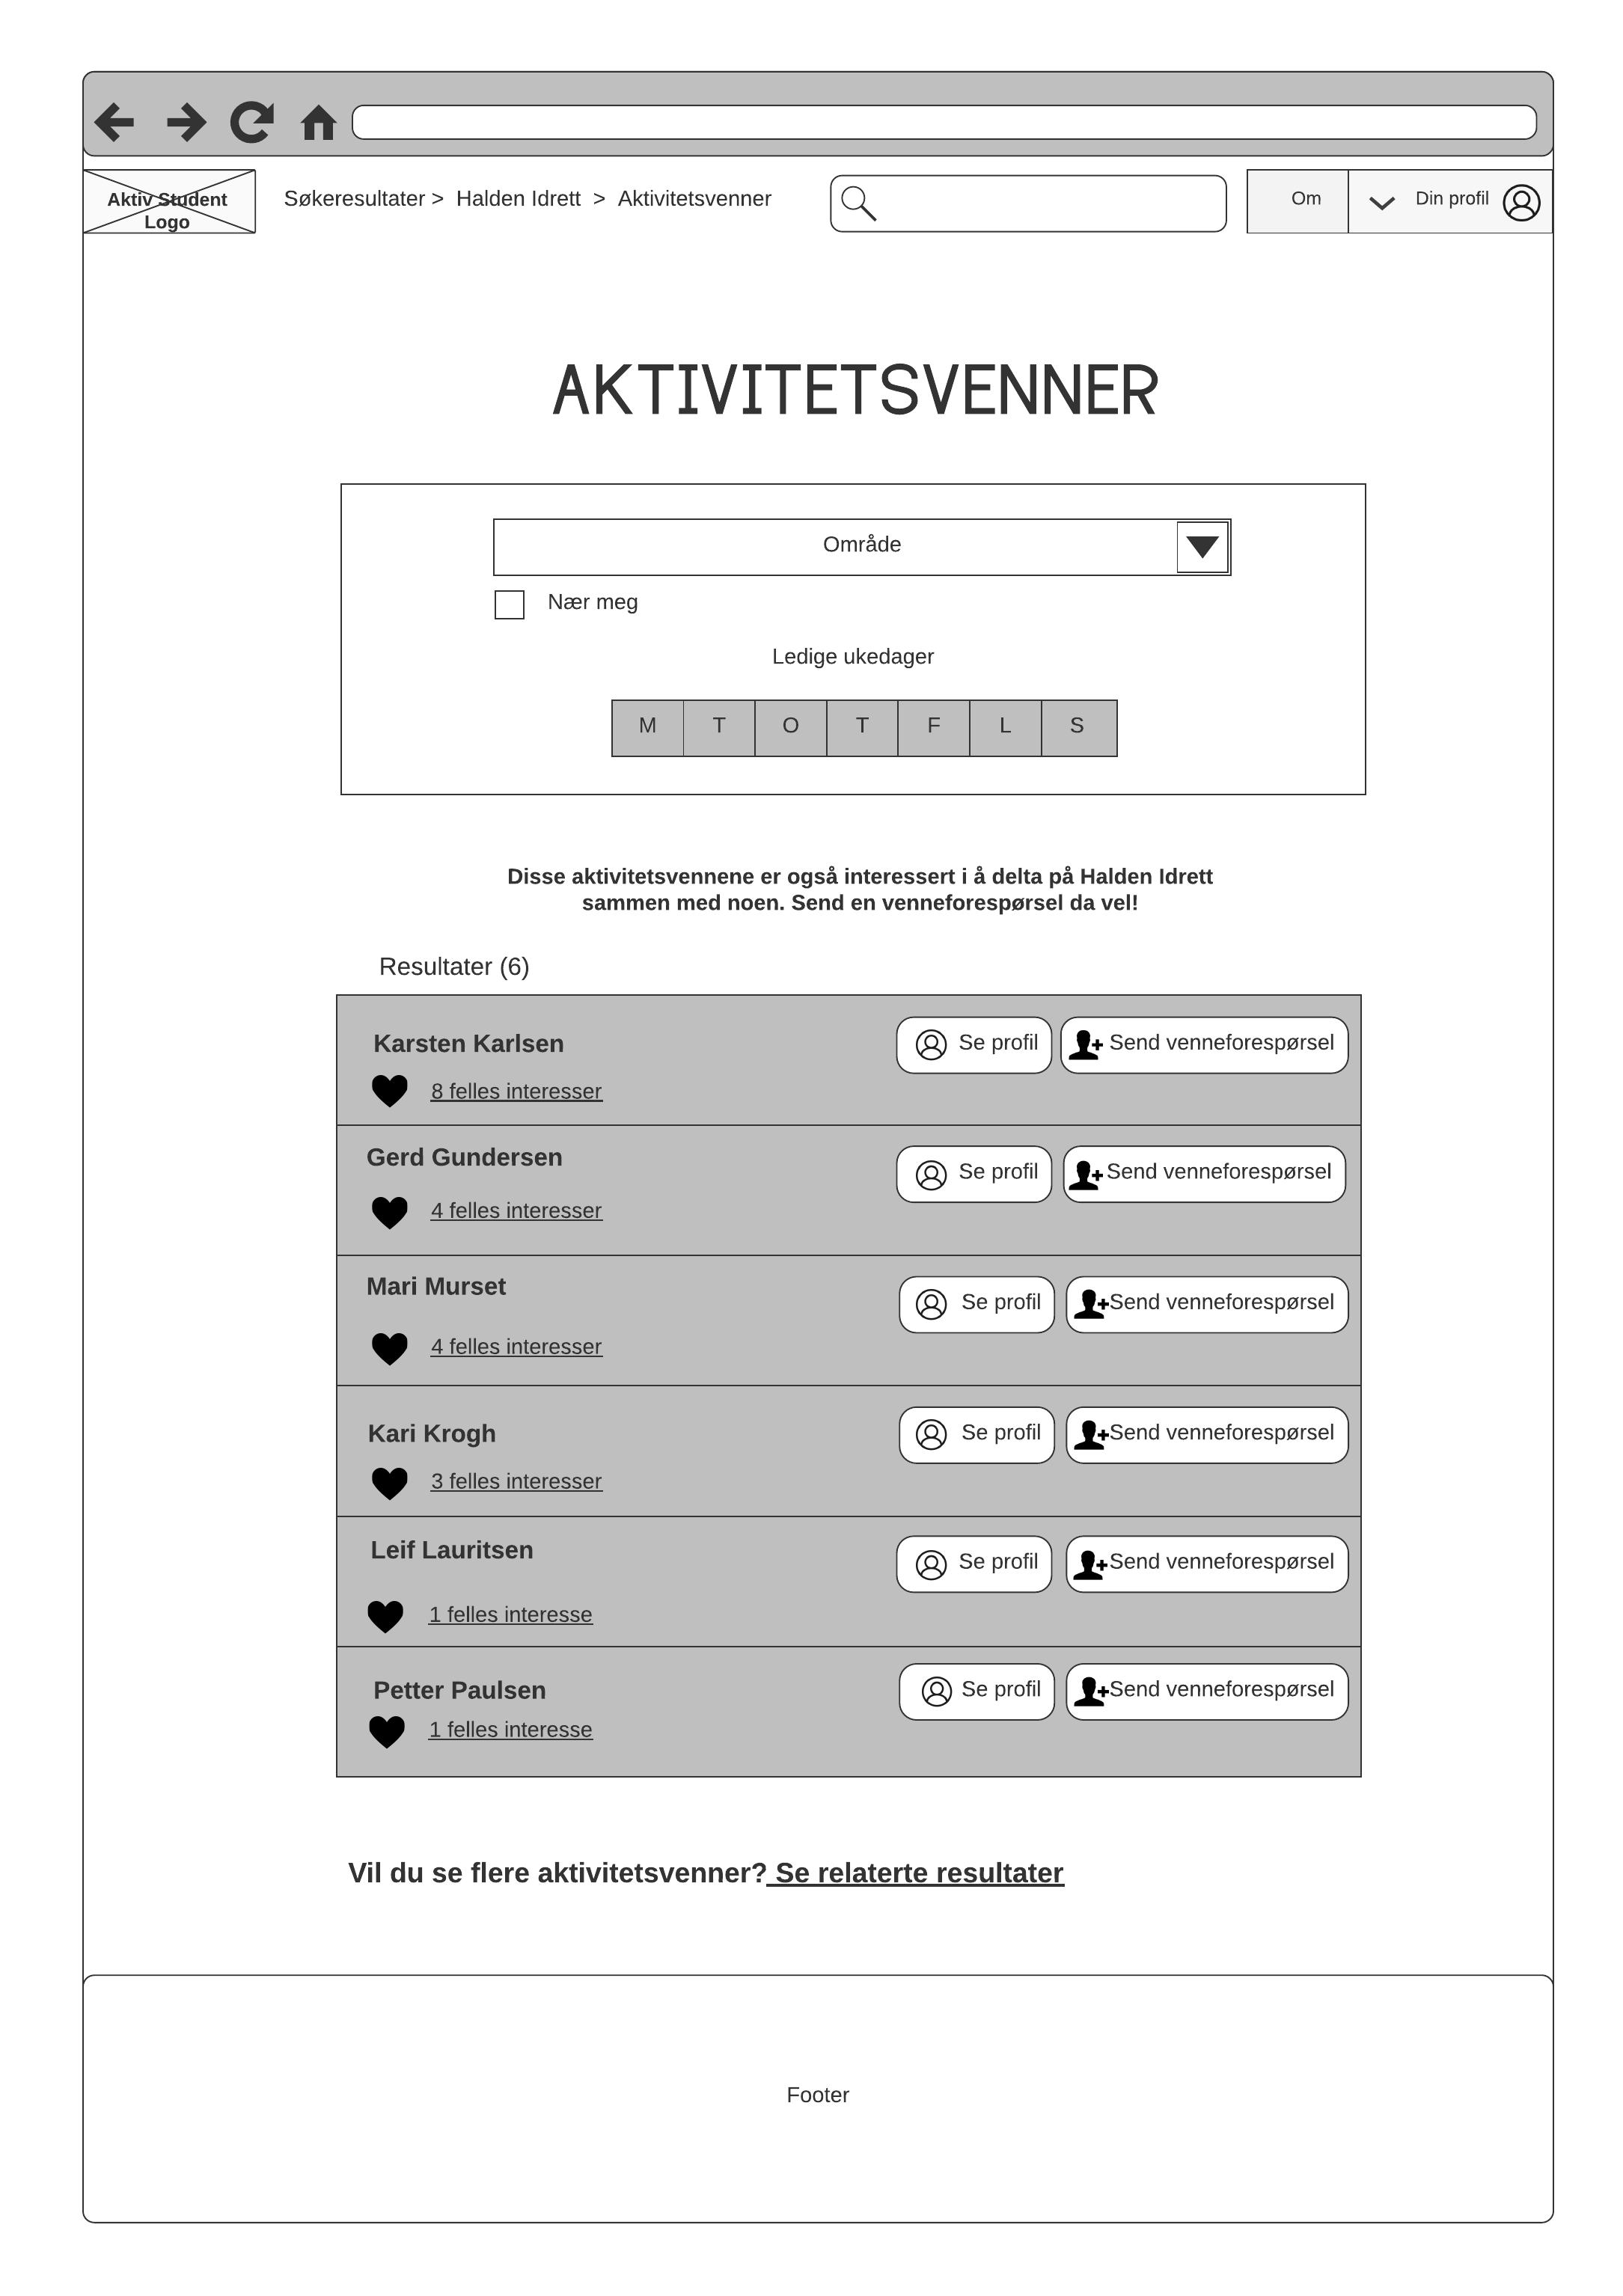 Aktiv Student
Logo
Søkeresultater > Halden Idrett > Aktivitetsvenner
Om
Din profil
AKTIVITETSVENNER
Område
Nær meg
Ledige ukedager
M T O T F L S
Disse aktivitetsvennene er også interessert i å delta på Halden Idrett
sammen med noen. Send en venneforespørsel da vel!
Resultater (6)
Karsten Karlsen
Se profil
Send venneforespørsel
8 felles interesser
Gerd Gundersen
Se profil
Send venneforespørsel
4 felles interesser
Mari Murset
Se profil
Send venneforespørsel
4 felles interesser
Kari Krogh
Se profil
Send venneforespørsel
3 felles interesser
Leif Lauritsen
Se profil
Send venneforespørsel
1 felles interesse
Petter Paulsen
Se profil
Send venneforespørsel
1 felles interesse
Vil du se flere aktivitetsvenner? Se relaterte resultater
Footer